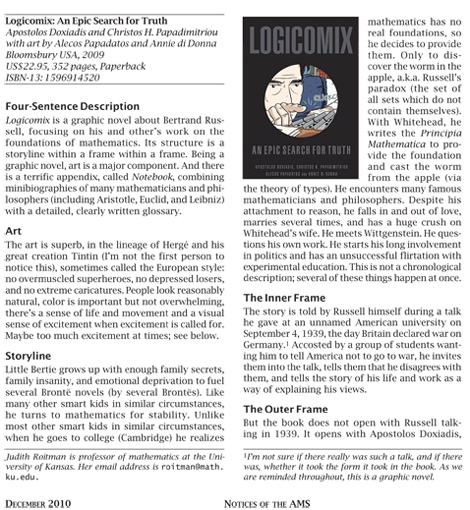 Logicomix: An Epic Search for Truth
Apostolos Doxiadis and Christos H. Papadimitriou
with art by Alecos Papadatos and Annie di Donna
Bloomsbury USA, 2009
US$22.95, 352 pages, Paperback
ISBN-13: 1596914520
Four-Sentence Description
Logicomix is a graphic novel about Bertrand Rus-
sell, focusing on his and other's work on the
foundations of mathematics. Its structure is a
storyline within a frame within a frame. Being a
graphic novel, art is a major component. And there
is a terrific appendix, called Notebook, combining
minibiographies of many mathematicians and phi-
losophers (including Aristotle, Euclid, and Leibniz)
with a detailed, clearly written glossary.
Art
The art is superb, in the lineage of Hergé and his
great creation Tintin (I'm not the first person to
notice this), sometimes called the European style:
no overmuscled superheroes, no depressed losers,
and no extreme caricatures. People look reasonably
natural, color is important but not overwhelming,
there's a sense of life and movement and a visual
sense of excitement when excitement is called for.
Maybe too much excitement at times; see below.
Storyline
Little Bertie grows up with enough family secrets,
family insanity, and emotional deprivation to fuel
several Brontë novels (by several Brontës). Like
many other smart kids in similar circumstances,
he turns to mathematics for stability. Unlike
most other smart kids in similar circumstances,
when he goes to college (Cambridge) he realizes
Judith Roitman is professor of mathematics at the Uni-
versity of Kansas. Her email address is roitman@math.
ku.edu.
LOGICOMIX
AN EPIC SEARCH FOR TRUTH
APOSTOLOS DOXIADIS, CHRISTOS H. PAPADIMITRIOU
ALECOS PAPADATOS AND ANNIE DI DONNA
mathematics has no
real foundations, so
he decides to provide
them. Only to dis-
cover the worm in the
apple, a.k.a. Russell's
paradox (the set of
all sets which do not
contain themselves).
With Whitehead, he
writes the Principia
Mathematica to pro-
vide the foundation
and cast the worm
from the apple (via
the theory of types). He encounters many famous
mathematicians and philosophers. Despite his
attachment to reason, he falls in and out of love,
marries several times, and has a huge crush on
Whitehead's wife. He meets Wittgenstein. He ques-
tions his own work. He starts his long involvement
in politics and has an unsuccessful flirtation with
experimental education. This is not a chronological
description; several of these things happen at once.
The Inner Frame
The story is told by Russell himself during a talk
he gave at an unnamed American university on
September 4, 1939, the day Britain declared war on
Germany.¹ Accosted by a group of students want-
ing him to tell America not to go to war, he invites
them into the talk, tells them that he disagrees with
them, and tells the story of his life and work as a
way of explaining his views.
The Outer Frame
But the book does not open with Russell talk-
ing in 1939. It opens with Apostolos Doxiadis,
¹I'm not sure if there really was such a talk, and if there
was, whether it took the form it took in the book. As we
are reminded throughout, this is a graphic novel.
DECEMBER 2010
NOTICES OF THE AMS